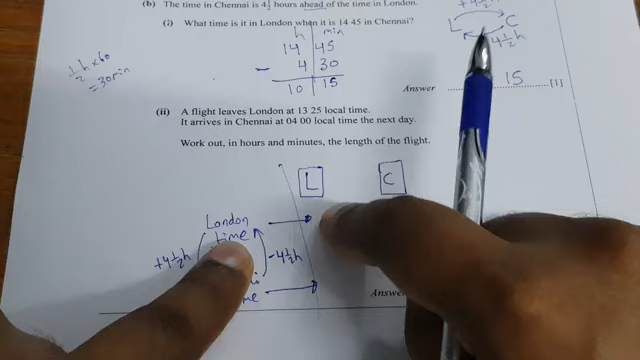 (b) The time in Chennai is 4½ hours ahead of the time in London.
(i) What time is it in London when it is 14 45 in Chennai?
L C
4½h
½h × 60
= 30min
h min
14 45
− 4 30
10 15
Answer 15 [1]
(ii) A flight leaves London at 13 25 local time.
It arrives in Chennai at 04 00 local time the next day.
Work out, in hours and minutes, the length of the flight.
L C
London
time
+4½h −4½h
Answer